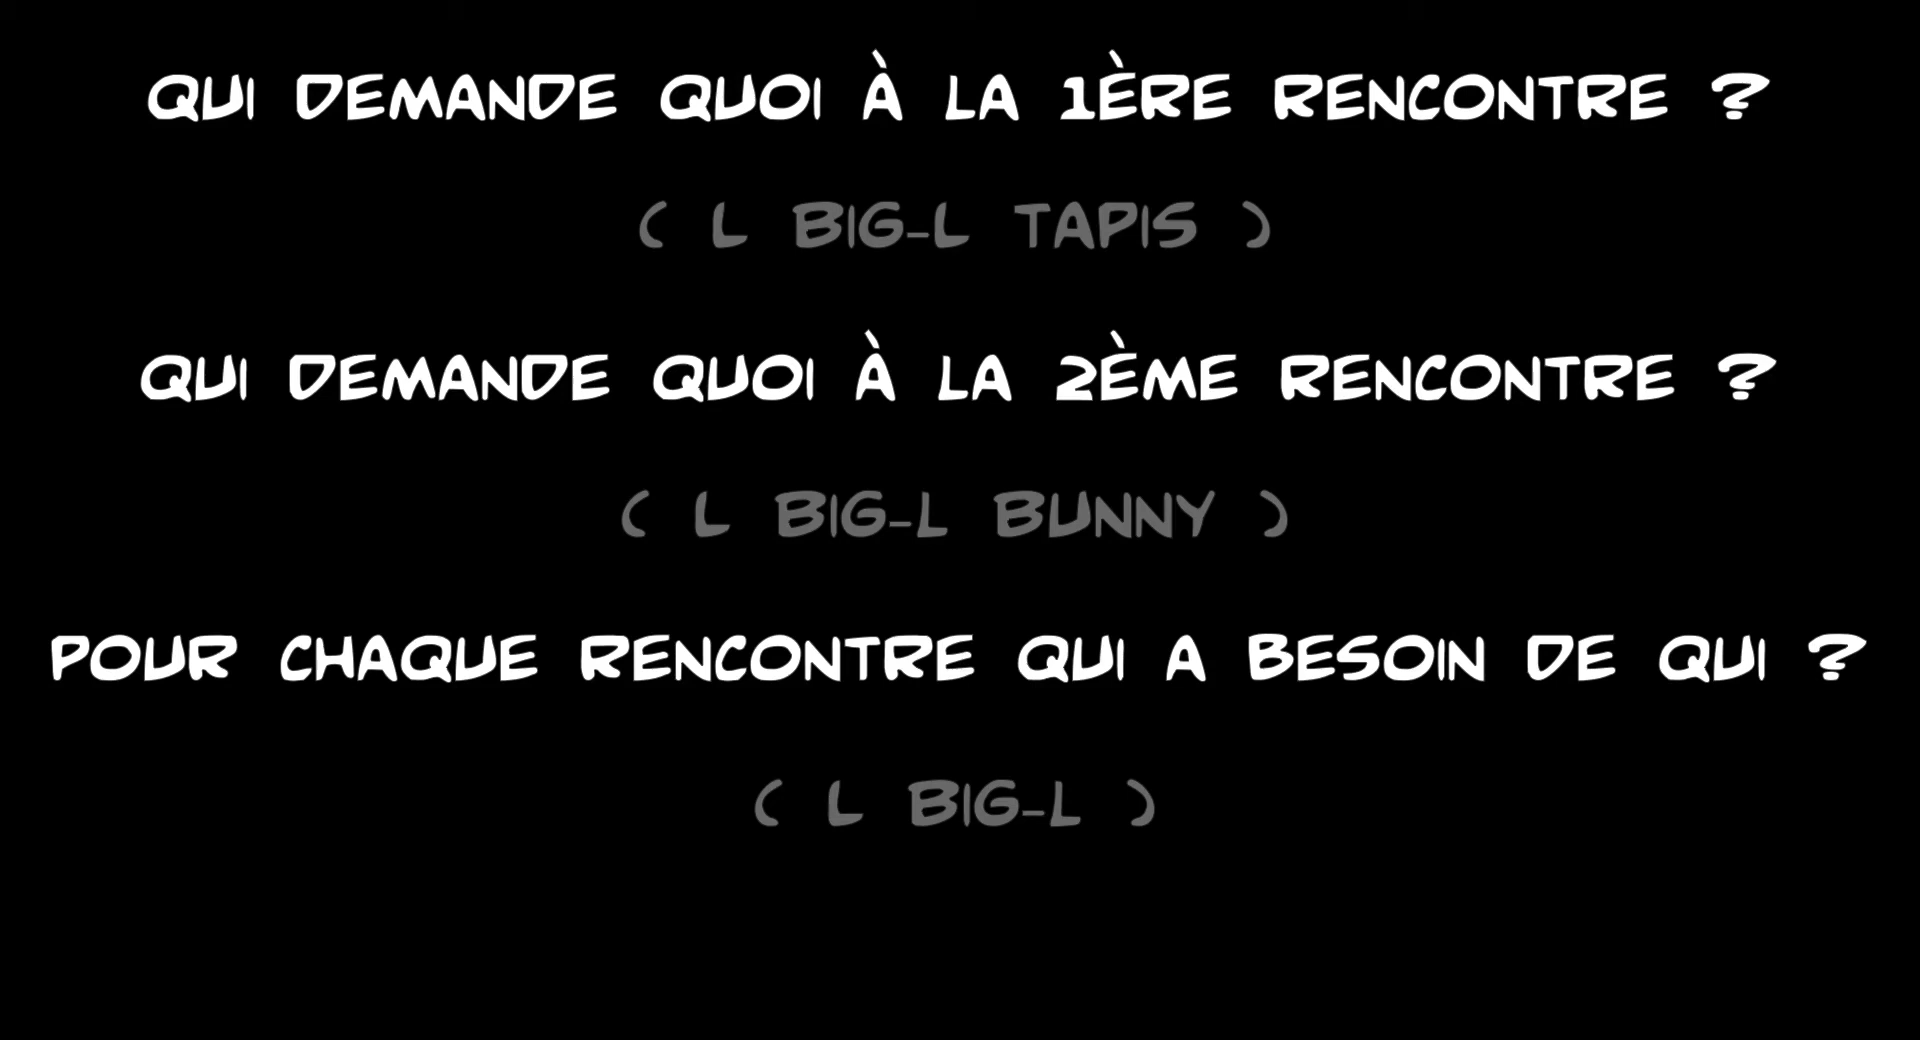 QUI DEMANDE QUOI À LA 1ÈRE RENCONTRE ?
( L BIG-L TAPIS )
QUI DEMANDE QUOI À LA 2ÈME RENCONTRE ?
( L BIG-L BUNNY )
POUR CHAQUE RENCONTRE QUI A BESOIN DE QUI ?
( L BIG-L )